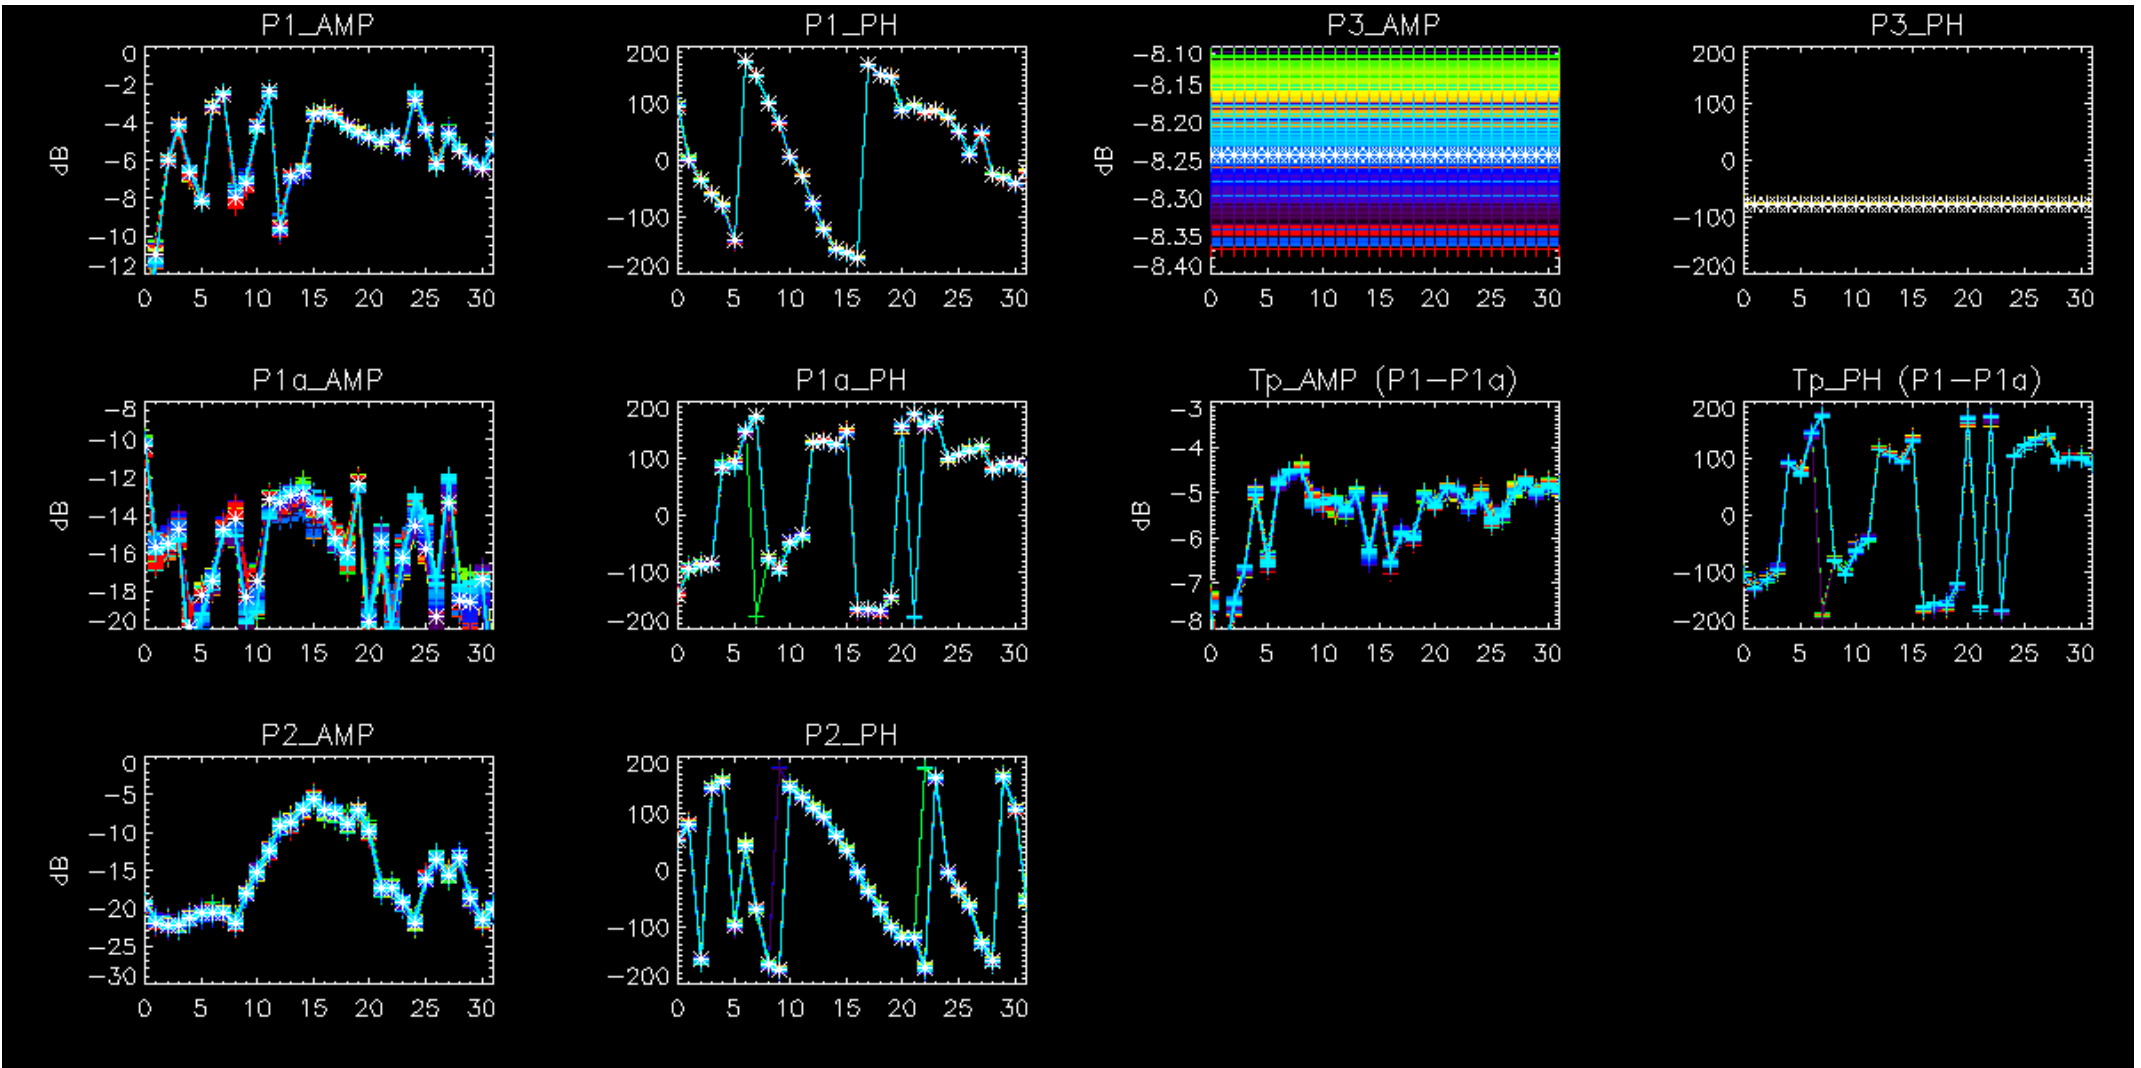 P1_AMP P1_PH P3_AMP P3_PH
0 200 -8.10 200
-2 100 -8.15 100
-4 0 -8.20 0
-6 -100 -8.25 -100
-8 -200 -8.30 -200
-10 -8.35
-12 -8.40
dB dB
0 5 10 15 20 25 30 0 5 10 15 20 25 30 0 5 10 15 20 25 30 0 5 10 15 20 25 30
P1a_AMP P1a_PH Tp_AMP (P1-P1a) Tp_PH (P1-P1a)
-8 200 -3 200
-10 100 -4 100
-12 0 -5 0
-14 -100 -6 -100
-16 -200 -7 -200
-18 -8
-20
dB dB
0 5 10 15 20 25 30 0 5 10 15 20 25 30 0 5 10 15 20 25 30 0 5 10 15 20 25 30
P2_AMP P2_PH
0 200
-5 100
-10 0
-15 -100
-20 -200
-25
-30
dB
0 5 10 15 20 25 30 0 5 10 15 20 25 30